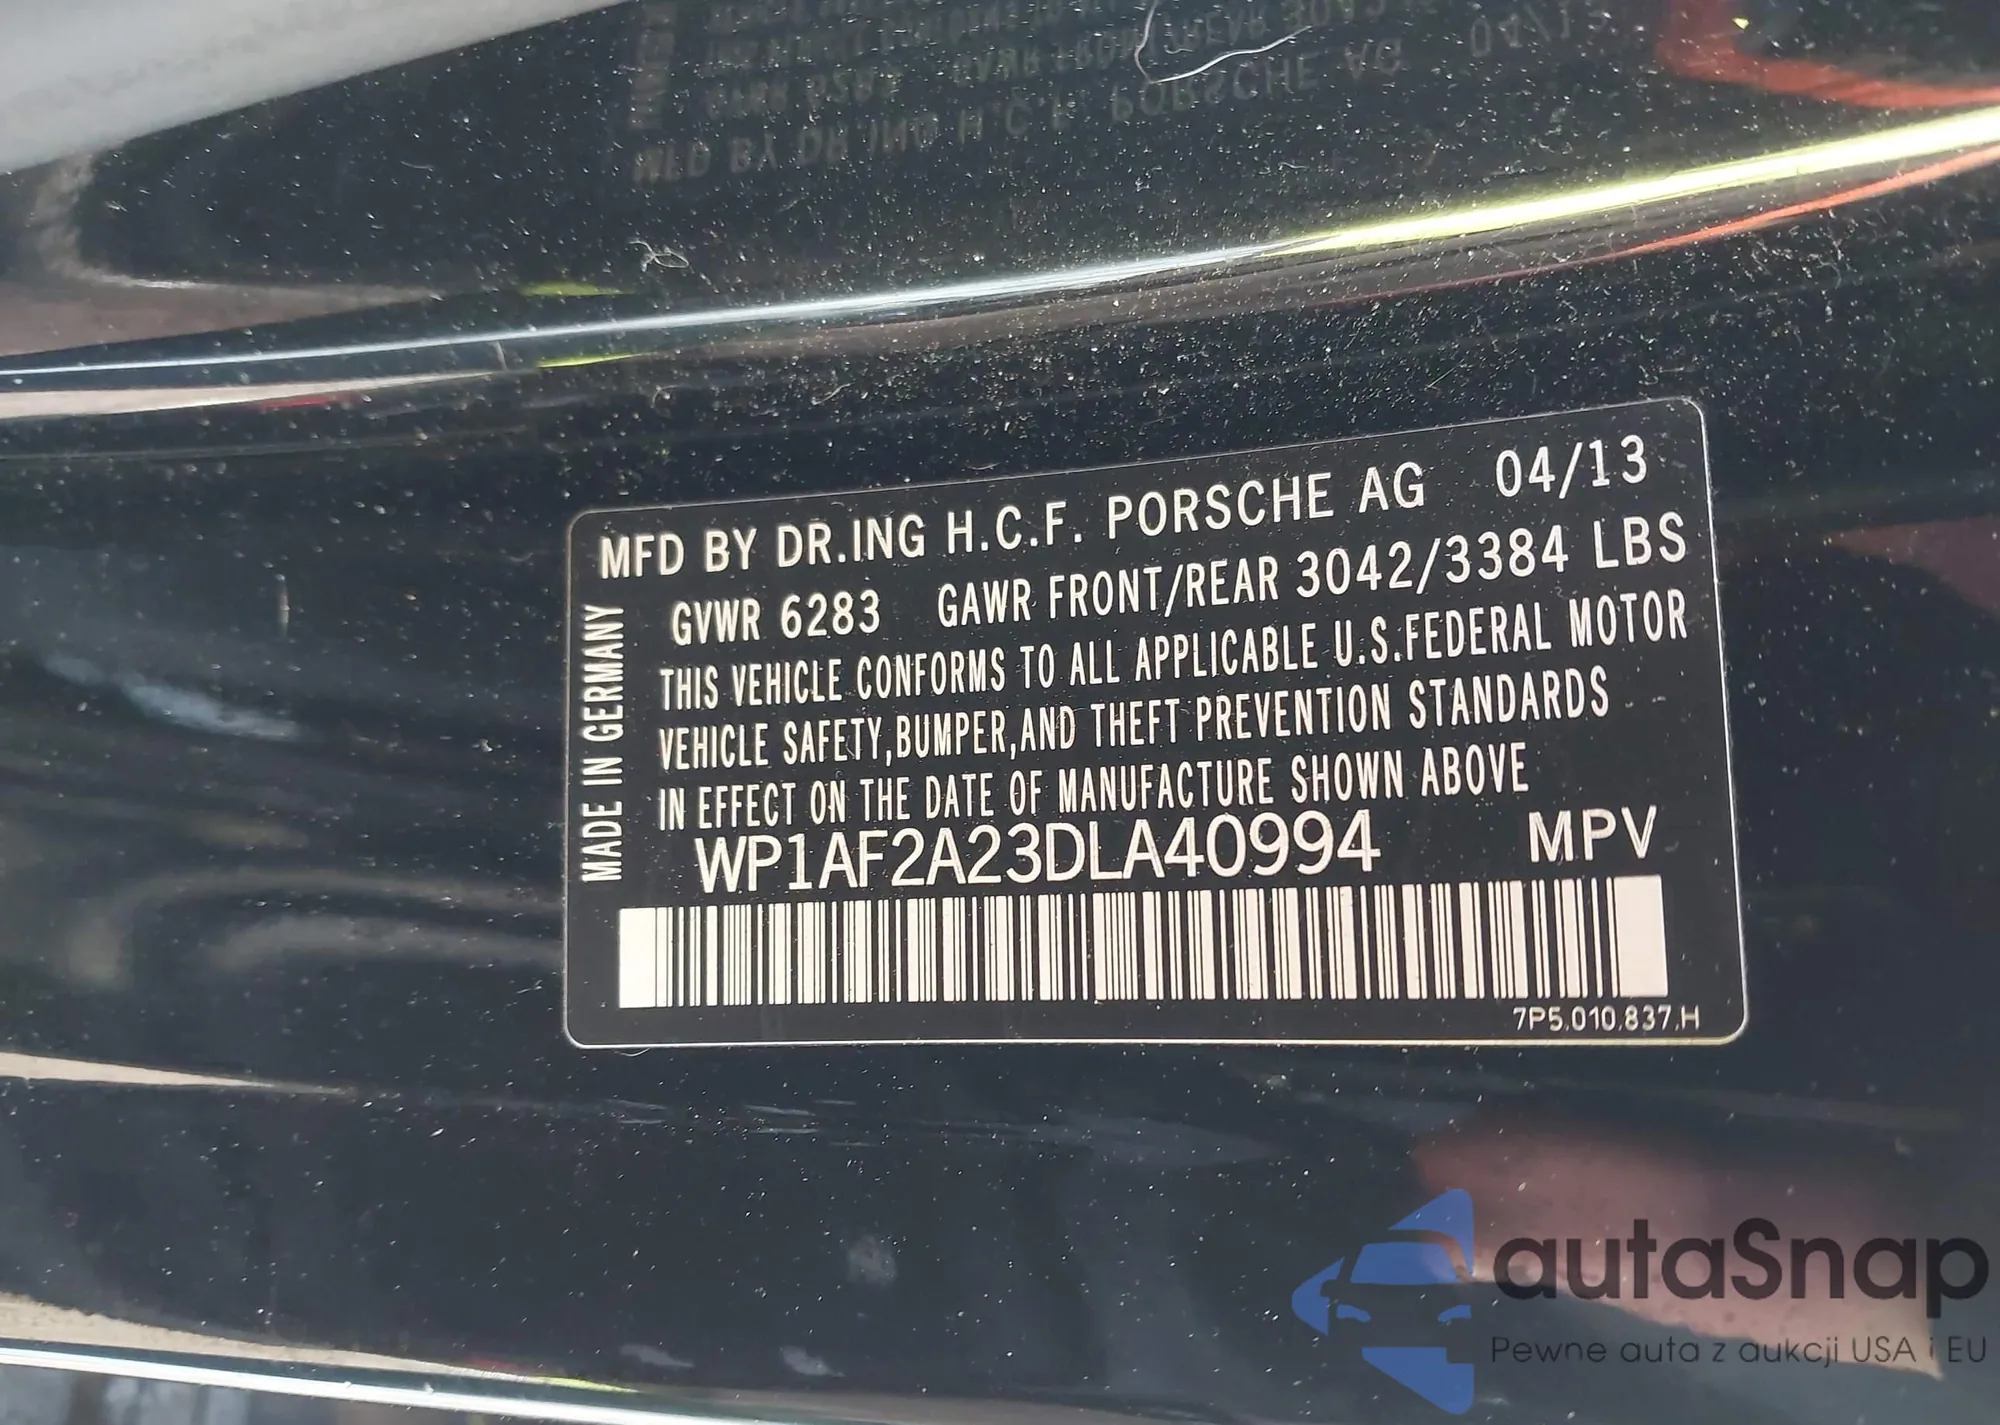 MFD BY DR.ING H.C.F. PORSCHE AG 04/13
GVWR 6283 GAWR FRONT/REAR 3042/3384 LBS
THIS VEHICLE CONFORMS TO ALL APPLICABLE U.S.FEDERAL MOTOR
VEHICLE SAFETY,BUMPER,AND THEFT PREVENTION STANDARDS
IN EFFECT ON THE DATE OF MANUFACTURE SHOWN ABOVE
WP1AF2A23DLA40994 MPV
MADE IN GERMANY
7P5.010.837.H
autaSnap
Pewne auta z aukcji USA i EU